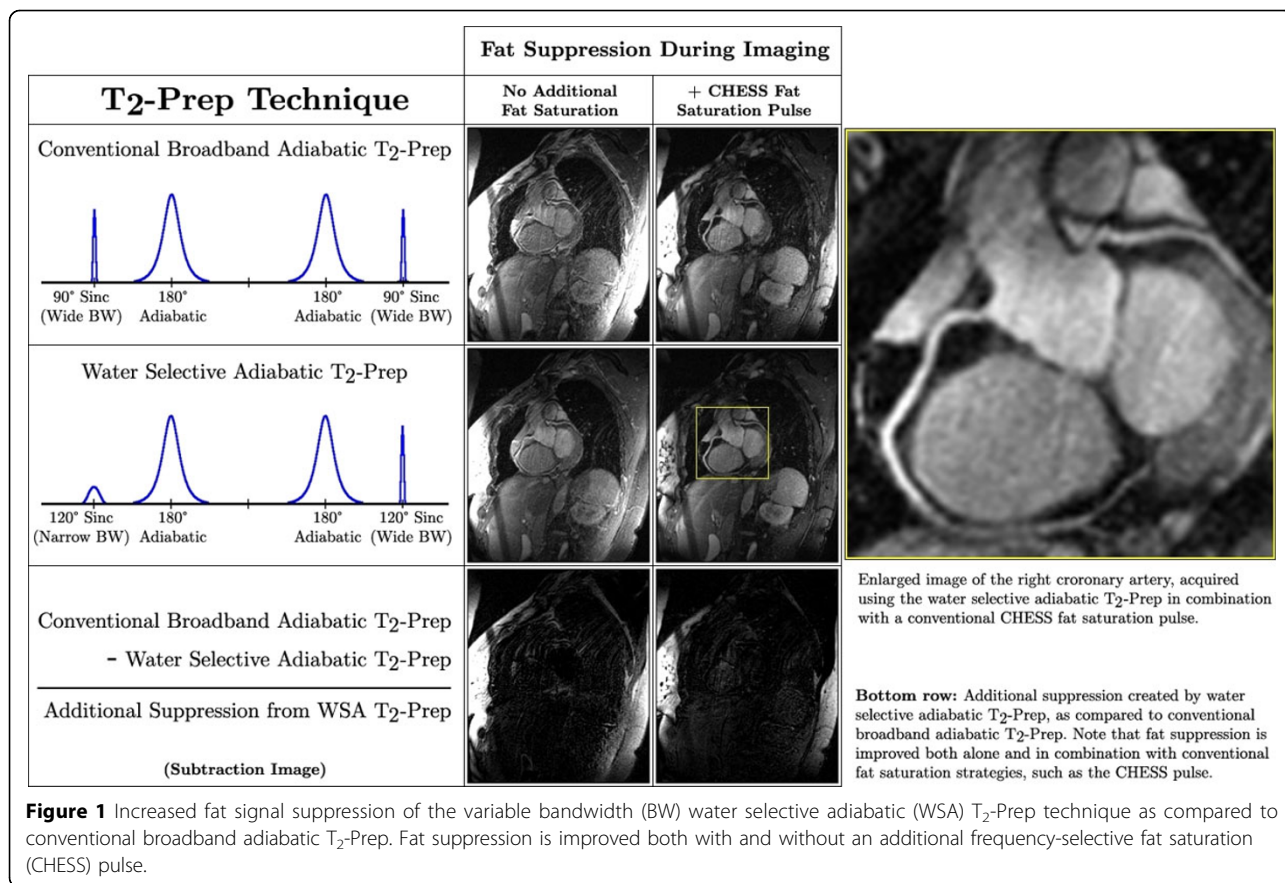 Fat Suppression During Imaging
T2-Prep Technique
No Additional
Fat Saturation
+ CHESS Fat
Saturation Pulse
Conventional Broadband Adiabatic T2-Prep
90° Sinc
(Wide BW)
180°
Adiabatic
180°
Adiabatic
90° Sinc
(Wide BW)
Water Selective Adiabatic T2-Prep
120° Sinc
(Narrow BW)
180°
Adiabatic
180°
Adiabatic
120° Sinc
(Wide BW)
Conventional Broadband Adiabatic T2-Prep
− Water Selective Adiabatic T2-Prep
Additional Suppression from WSA T2-Prep
(Subtraction Image)
Enlarged image of the right croronary artery, acquired
using the water selective adiabatic T2-Prep in combination
with a conventional CHESS fat saturation pulse.
Bottom row: Additional suppression created by water
selective adiabatic T2-Prep, as compared to conventional
broadband adiabatic T2-Prep. Note that fat suppression is
improved both alone and in combination with conventional
fat saturation strategies, such as the CHESS pulse.
Figure 1 Increased fat signal suppression of the variable bandwidth (BW) water selective adiabatic (WSA) T2-Prep technique as compared to
conventional broadband adiabatic T2-Prep. Fat suppression is improved both with and without an additional frequency-selective fat saturation
(CHESS) pulse.